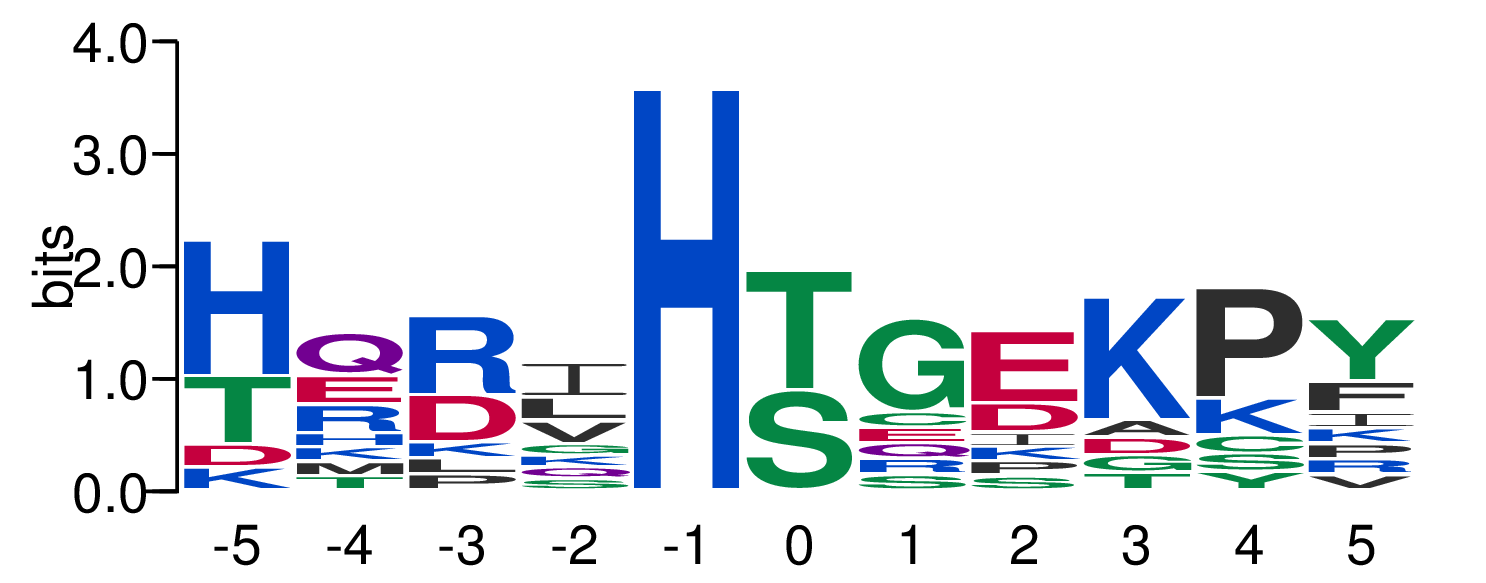 4.0
3.0
2.0
1.0
0.0
bits
H T D K
Q E R H K M T
R D K L P
I L V G K Q S
H
T S
G C E Q R S
E D I K P S
K A D G T
P K G S Y
Y F I K P R V
-5 -4 -3 -2 -1 0 1 2 3 4 5